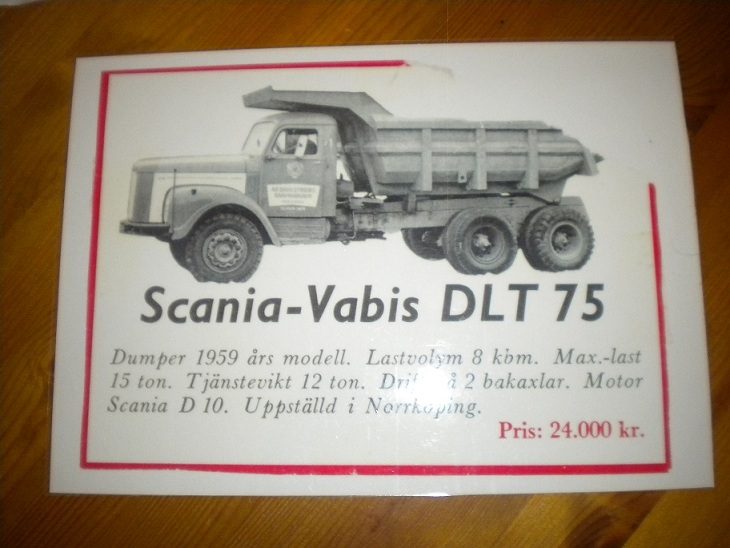 Scania-Vabis DLT 75
Dumper 1959 års modell. Lastvolym 8 kbm. Max.-last
15 ton. Tjänstevikt 12 ton. 2 bakaxlar. Motor
Scania D 10. Uppställd i Norrköping.
Pris: 24.000 kr.